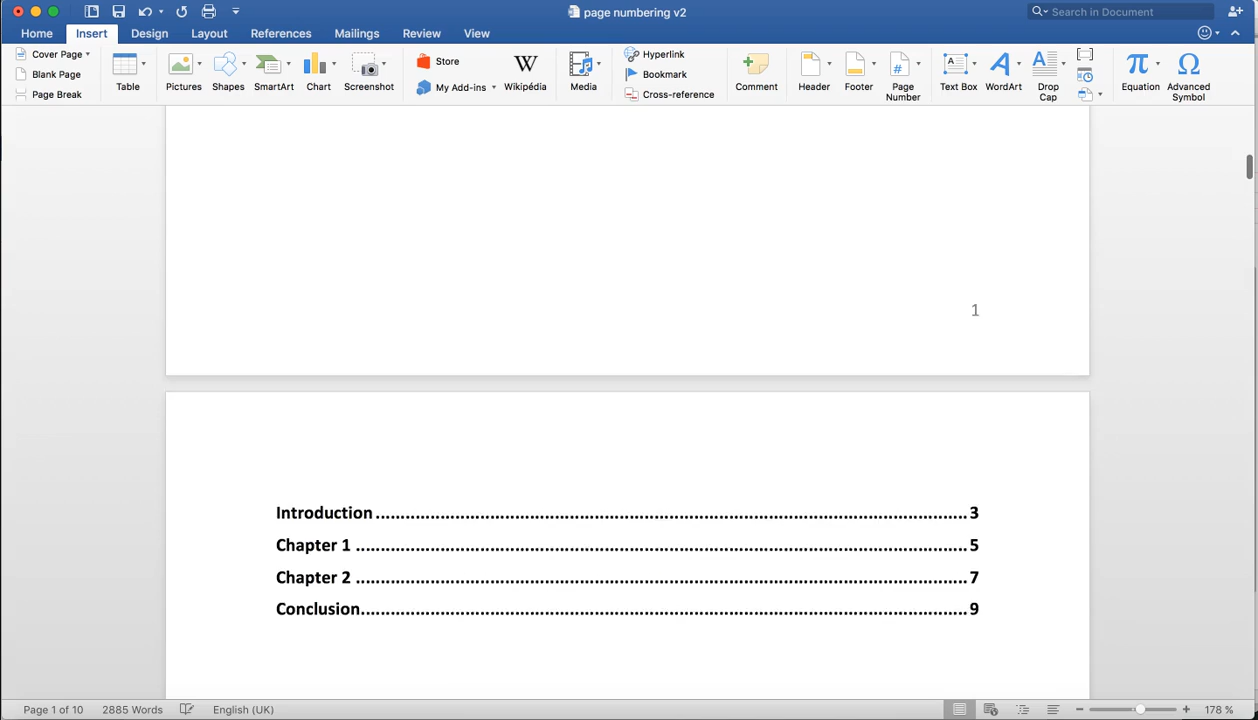 page numbering v2
Search in Document
Home Insert Design Layout References Mailings Review View
Cover Page
Blank Page
Page Break
Table
Pictures
Shapes
SmartArt
Chart
Screenshot
Store
My Add-ins
W
Wikipédia
Media
Hyperlink
Bookmark
Cross-reference
Comment
Header
Footer
#
Page
Number
A
Text Box
A
WordArt
A
Drop
Cap
π
Equation
Ω
Advanced
Symbol
1
Introduction........................................................................................................................3
Chapter 1 ............................................................................................................................5
Chapter 2 ............................................................................................................................7
Conclusion...........................................................................................................................9
Page 1 of 10 2885 Words English (UK) 178 %